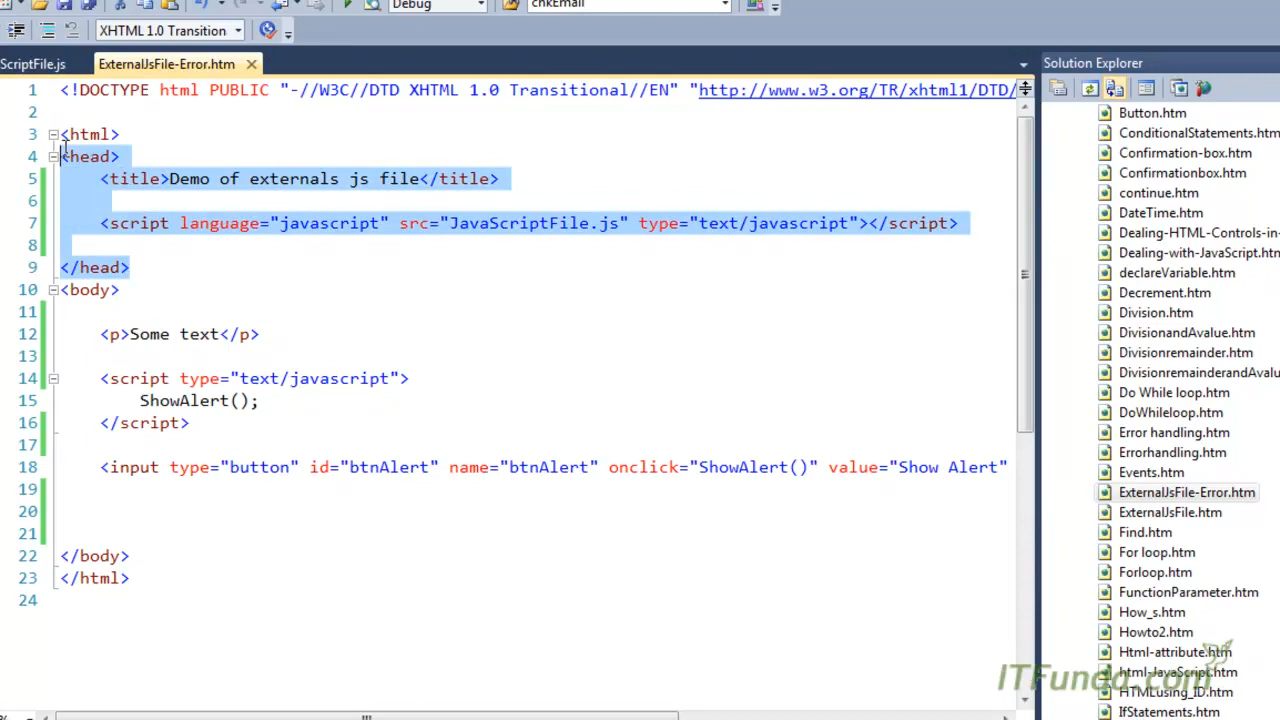 Debug
chkEmail
XHTML 1.0 Transition
ScriptFile.js
ExternalJsFile-Error.htm
Solution Explorer
1 <!DOCTYPE html PUBLIC "-//W3C//DTD XHTML 1.0 Transitional//EN" "http://www.w3.org/TR/xhtml1/DTD/
2
3 <html>
4 <head>
5 <title>Demo of externals js file</title>
6
7 <script language="javascript" src="JavaScriptFile.js" type="text/javascript"></script>
8
9 </head>
10 <body>
11
12 <p>Some text</p>
13
14 <script type="text/javascript">
15 ShowAlert();
16 </script>
17
18 <input type="button" id="btnAlert" name="btnAlert" onclick="ShowAlert()" value="Show Alert"
19
20
21
22 </body>
23 </html>
24
Button.htm
ConditionalStatements.htm
Confirmation-box.htm
Confirmationbox.htm
continue.htm
DateTime.htm
Dealing-HTML-Controls-in-
Dealing-with-JavaScript.htm
declareVariable.htm
Decrement.htm
Division.htm
DivisionandAvalue.htm
Divisionremainder.htm
DivisionremainderandAvalu
Do While loop.htm
DoWhileloop.htm
Error handling.htm
Errorhandling.htm
Events.htm
ExternalJsFile-Error.htm
ExternalJsFile.htm
Find.htm
For loop.htm
Forloop.htm
FunctionParameter.htm
How_s.htm
Howto2.htm
Html-attribute.htm
html-JavaScript.htm
HTMLusing_ID.htm
IfStatements.htm
ITFunda.com